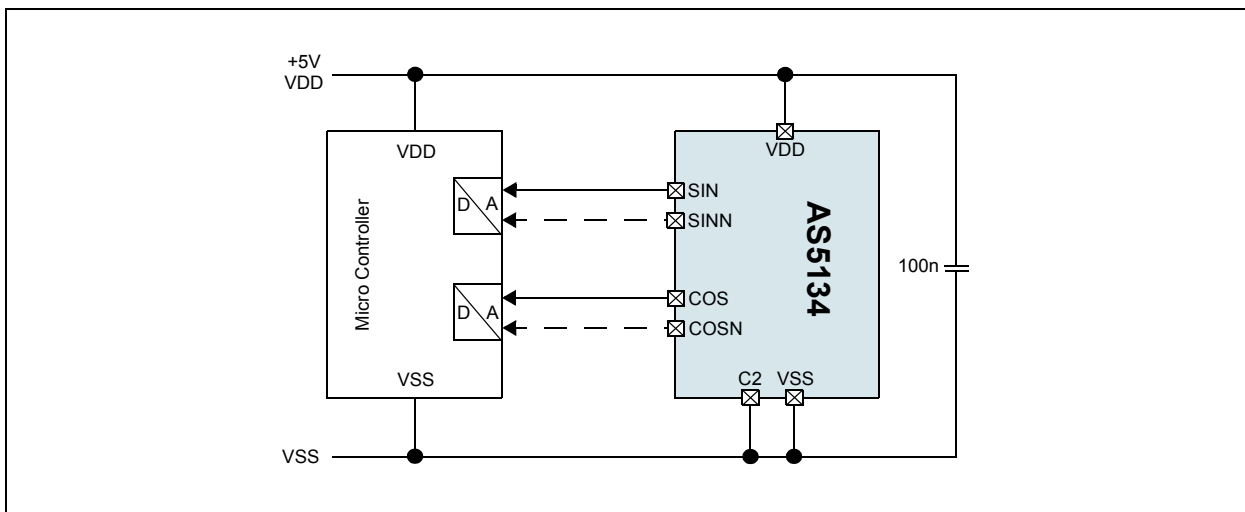 +5V
VDD
VDD
VDD
Micro Controller
D A
SIN
SINN
AS5134
100n
D A
COS
COSN
VSS
C2 VSS
VSS